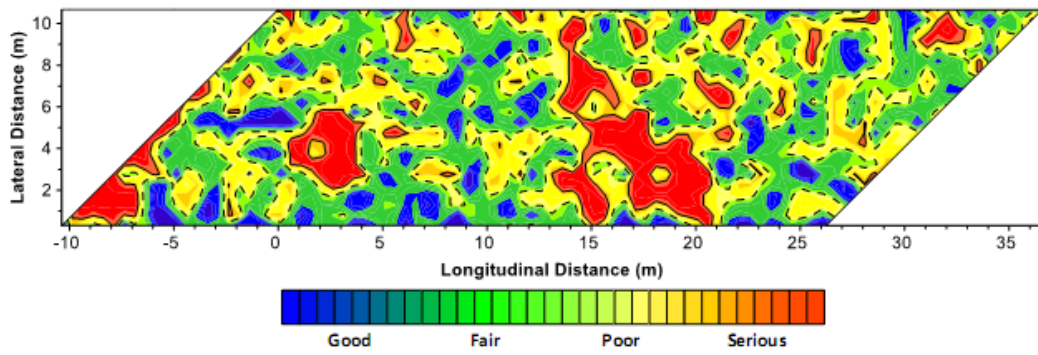 10
8
6
4
2
Lateral Distance (m)
-10 -5 0 5 10 15 20 25 30 35
Longitudinal Distance (m)
Good Fair Poor Serious